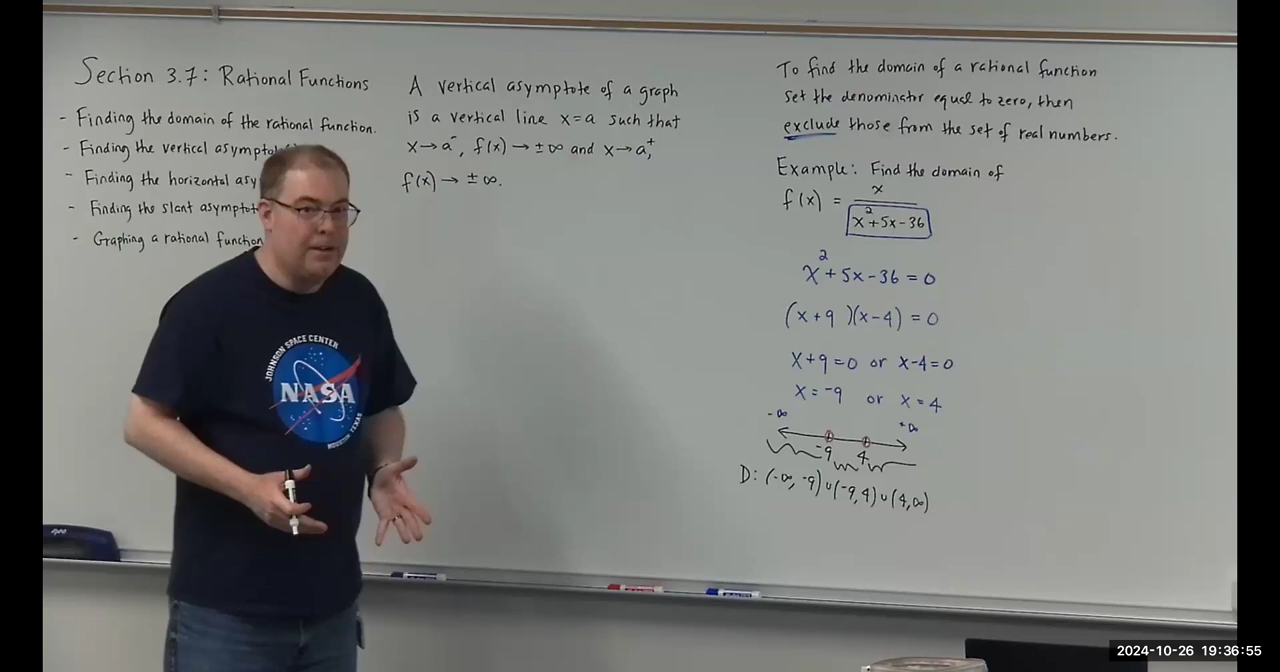 Section 3.7: Rational Functions
- Finding the domain of the rational function.
- Finding the vertical
- Finding the horizontal
- Finding the slant
- Graphing a rational function
A vertical asymptote of a graph
is a vertical line x=a such that
x→a⁻, f(x)→±∞ and x→a⁺,
f(x)→±∞.
To find the domain of a rational function
set the denominator equal to zero, then
exclude those from the set of real numbers.
Example: Find the domain of
f(x) = x / x²+5x-36
x²+5x-36=0
(x+9)(x-4)=0
x+9=0 or x-4=0
x=-9 or x=4
-∞ +∞
-9 4
D: (-∞, -9)∪(-9,4)∪(4,∞)
JOHNSON SPACE CENTER
NASA
HOUSTON TEXAS
expo
2024-10-26 19:36:55